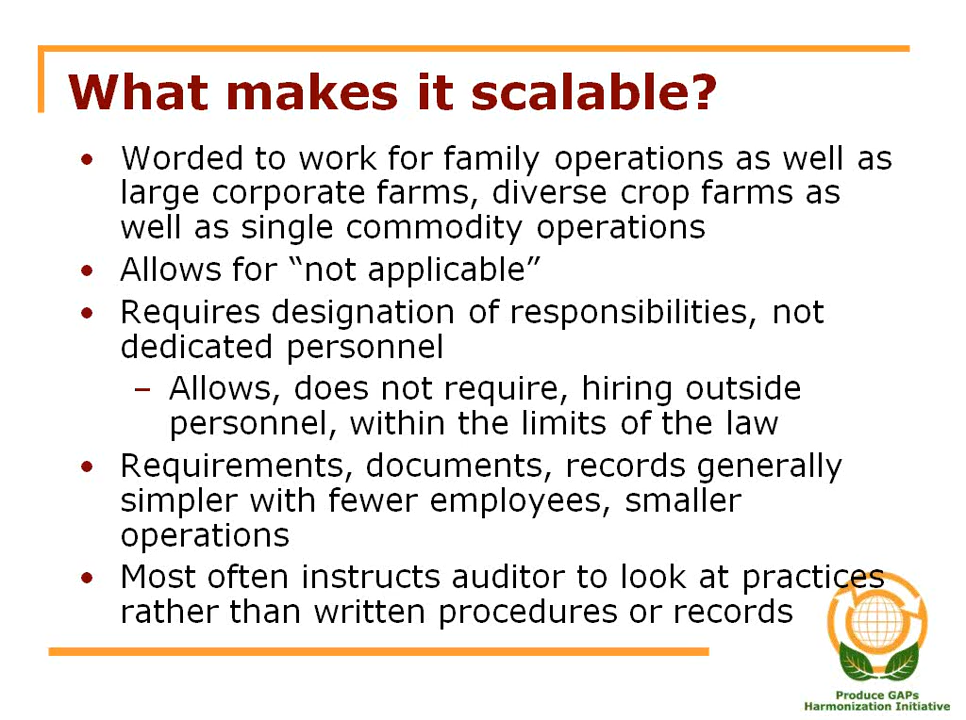 What makes it scalable?
• Worded to work for family operations as well as
large corporate farms, diverse crop farms as
well as single commodity operations
• Allows for “not applicable”
• Requires designation of responsibilities, not
dedicated personnel
– Allows, does not require, hiring outside
personnel, within the limits of the law
• Requirements, documents, records generally
simpler with fewer employees, smaller
operations
• Most often instructs auditor to look at practices
rather than written procedures or records
Produce GAPs
Harmonization Initiative